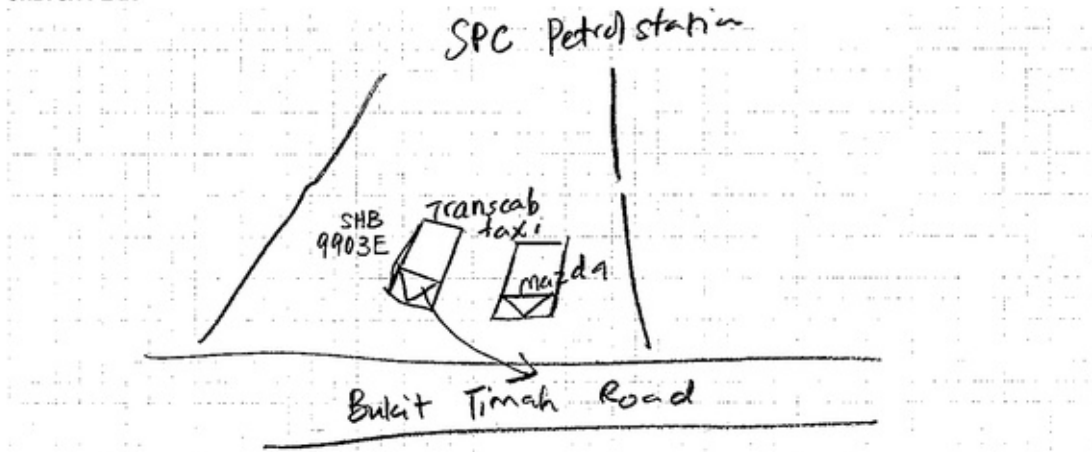 SPC Petrol station
Transcab
taxi
SHB
9903E
mazda
Bukit Timah Road